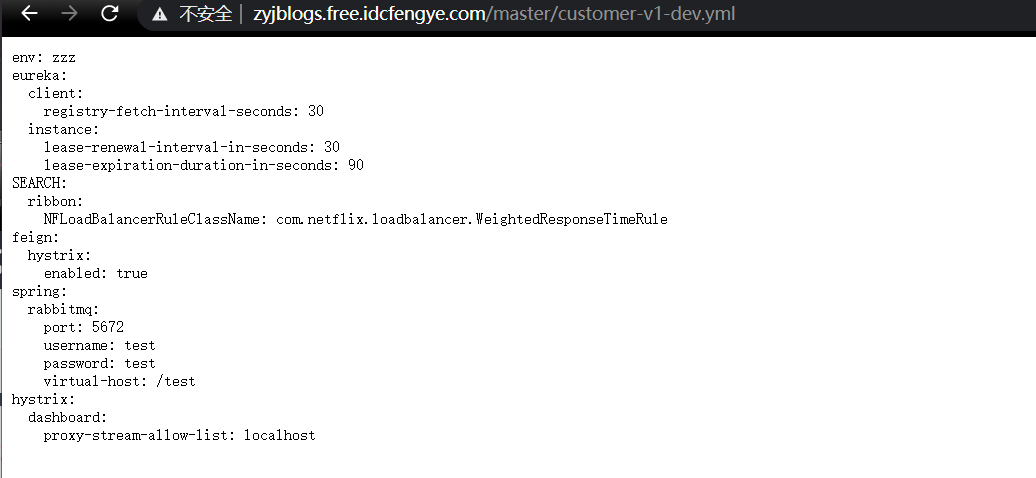 不安全 | zyjblogs.free.idcfengye.com/master/customer-v1-dev.yml
env: zzz
eureka:
  client:
    registry-fetch-interval-seconds: 30
  instance:
    lease-renewal-interval-in-seconds: 30
    lease-expiration-duration-in-seconds: 90
SEARCH:
  ribbon:
    NFLoadBalancerRuleClassName: com.netflix.loadbalancer.WeightedResponseTimeRule
feign:
  hystrix:
    enabled: true
spring:
  rabbitmq:
    port: 5672
    username: test
    password: test
    virtual-host: /test
hystrix:
  dashboard:
    proxy-stream-allow-list: localhost